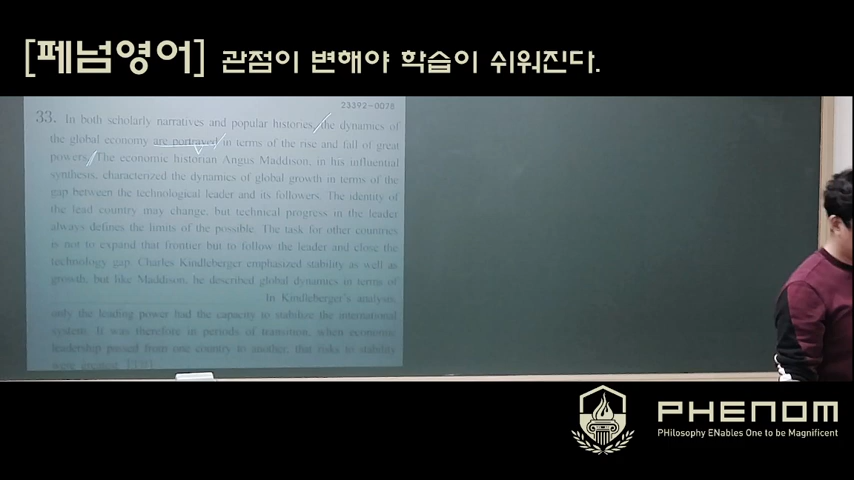 [페넘영어] 관점이 변해야 학습이 쉬워진다.
23392-0078
33. In both scholarly narratives and popular histories, the dynamics of
the global economy are portrayed in terms of the rise and fall of great
powers. The economic historian Angus Maddison, in his influential
synthesis, characterized the dynamics of global growth in terms of the
gap between the technological leader and its followers. The identity of
the lead country may change, but technical progress in the leader
always defines the limits of the possible. The task for other countries
is not to expand that frontier but to follow the leader and close the
technology gap. Charles Kindleberger emphasized stability as well as
growth, but like Maddison, he described global dynamics in terms of
In Kindleberger's analysis,
only the leading power had the capacity to stabilize the international
system. It was therefore in periods of transition, when economic
leadership passed from one country to another, that risks to stability
were created.
PHENOM
PHilosophy ENables One to be Magnificent